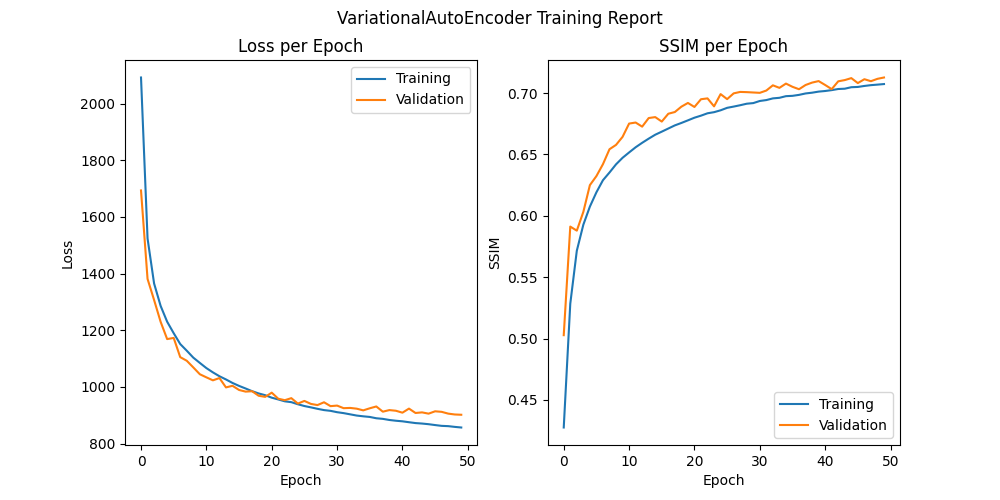 VariationalAutoEncoder Training Report
Loss per Epoch
Training
Validation
2000
1800
1600
1400
1200
1000
800
0 10 20 30 40 50
Loss
Epoch
SSIM per Epoch
0.70
0.65
0.60
0.55
0.50
0.45
0 10 20 30 40 50
SSIM
Epoch
Training
Validation